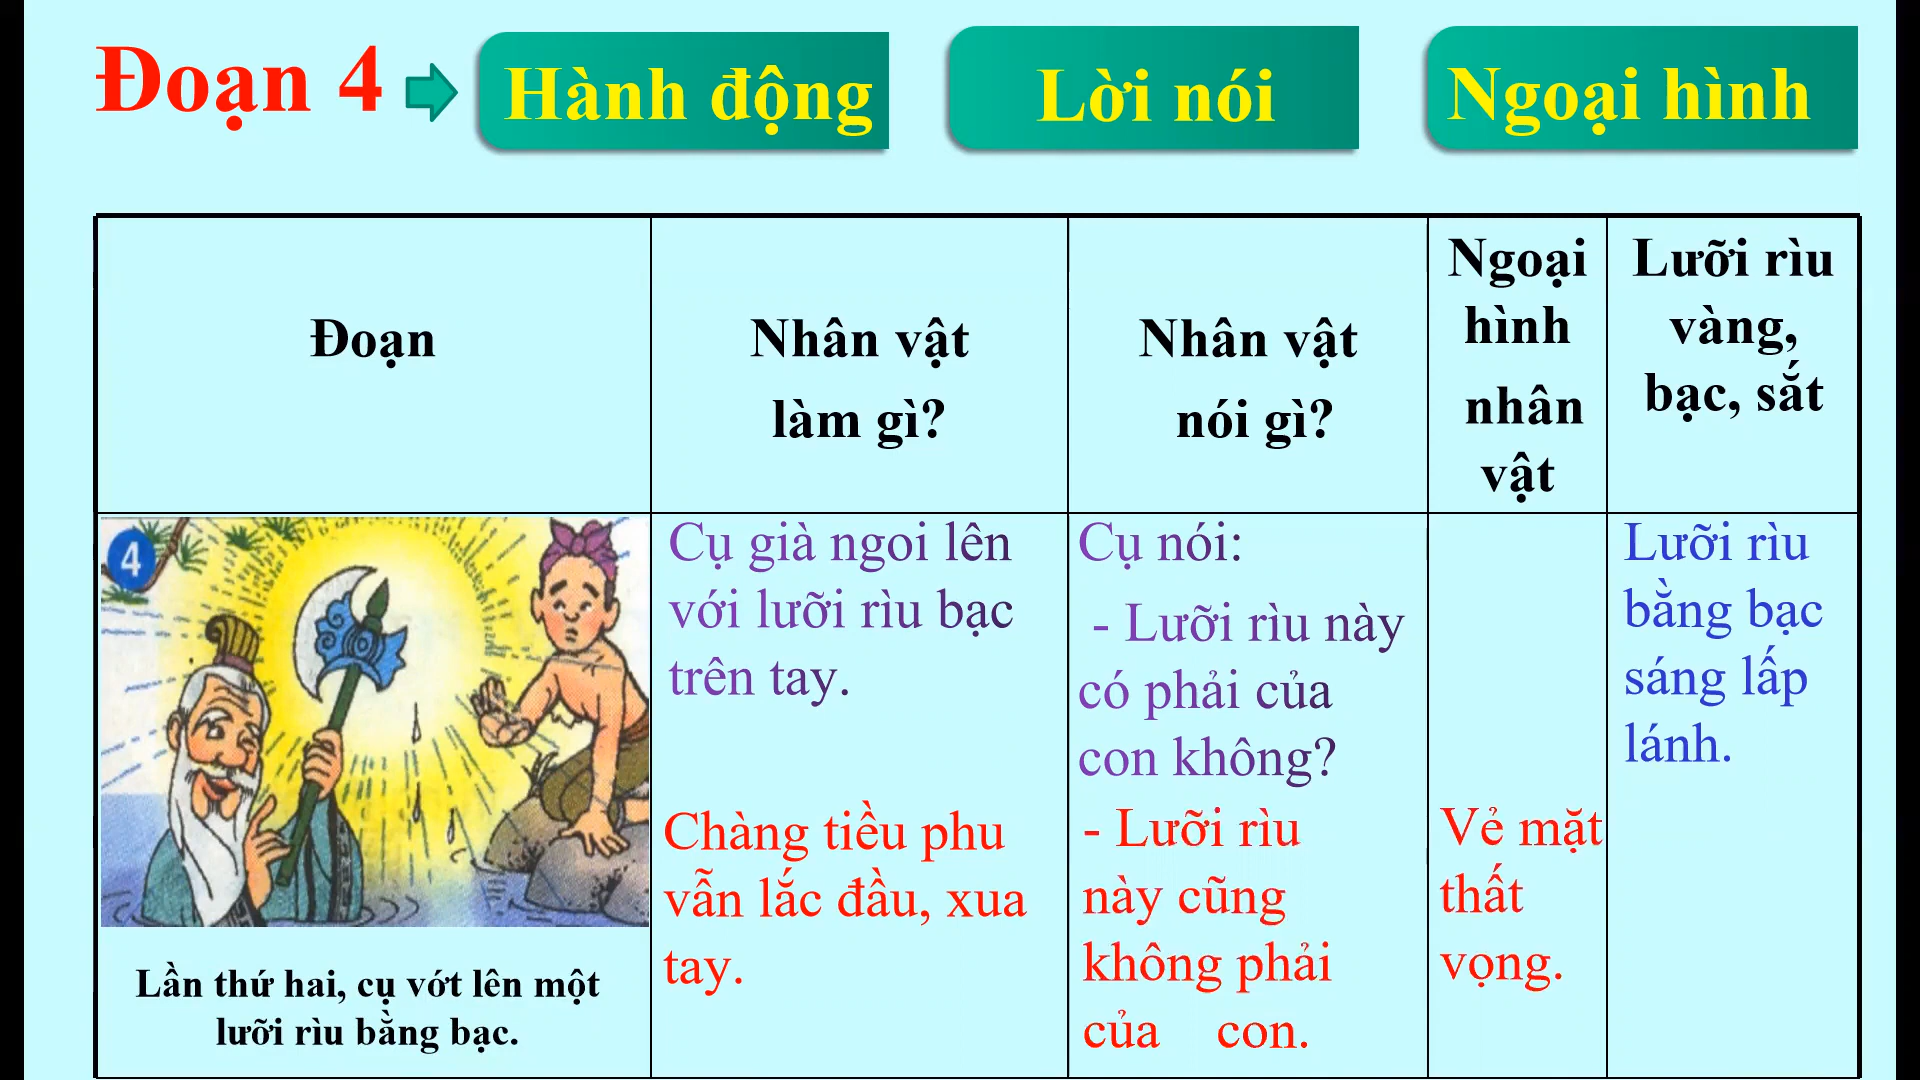 Đoạn 4
Hành động
Lời nói
Ngoại hình
Đoạn
Nhân vật
làm gì?
Nhân vật
nói gì?
Ngoại
hình
nhân
vật
Lưỡi rìu
vàng,
bạc, sắt
4
Lần thứ hai, cụ vớt lên một
lưỡi rìu bằng bạc.
Cụ già ngoi lên
với lưỡi rìu bạc
trên tay.
Chàng tiều phu
vẫn lắc đầu, xua
tay.
Cụ nói:
- Lưỡi rìu này
có phải của
con không?
- Lưỡi rìu
này cũng
không phải
của con.
Vẻ mặt
thất
vọng.
Lưỡi rìu
bằng bạc
sáng lấp
lánh.